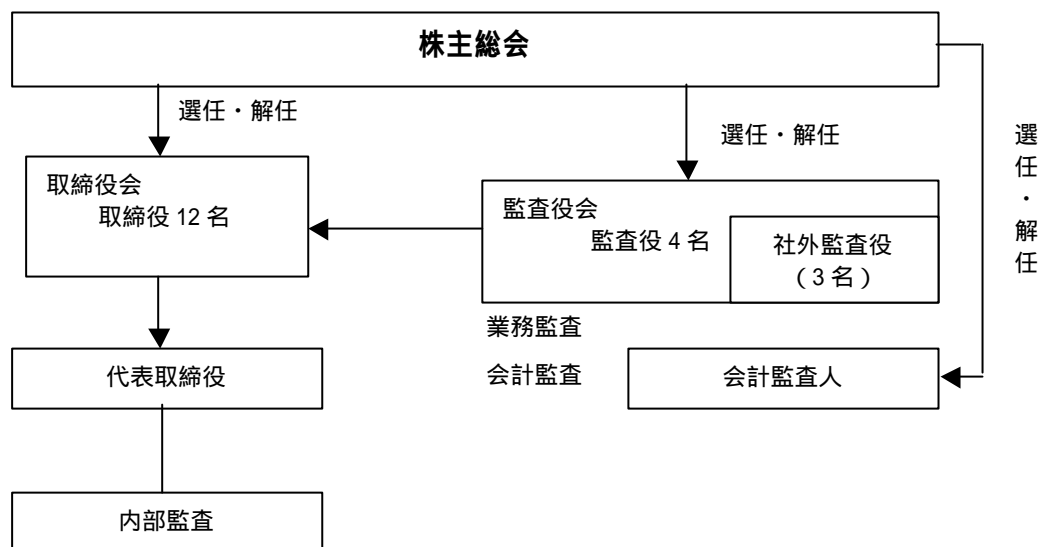 株主総会
選任・解任
選任・解任
選任・解任
取締役会
取締役 12 名
監査役会
監査役 4 名
社外監査役
（3 名）
業務監査
会計監査
代表取締役
会計監査人
内部監査